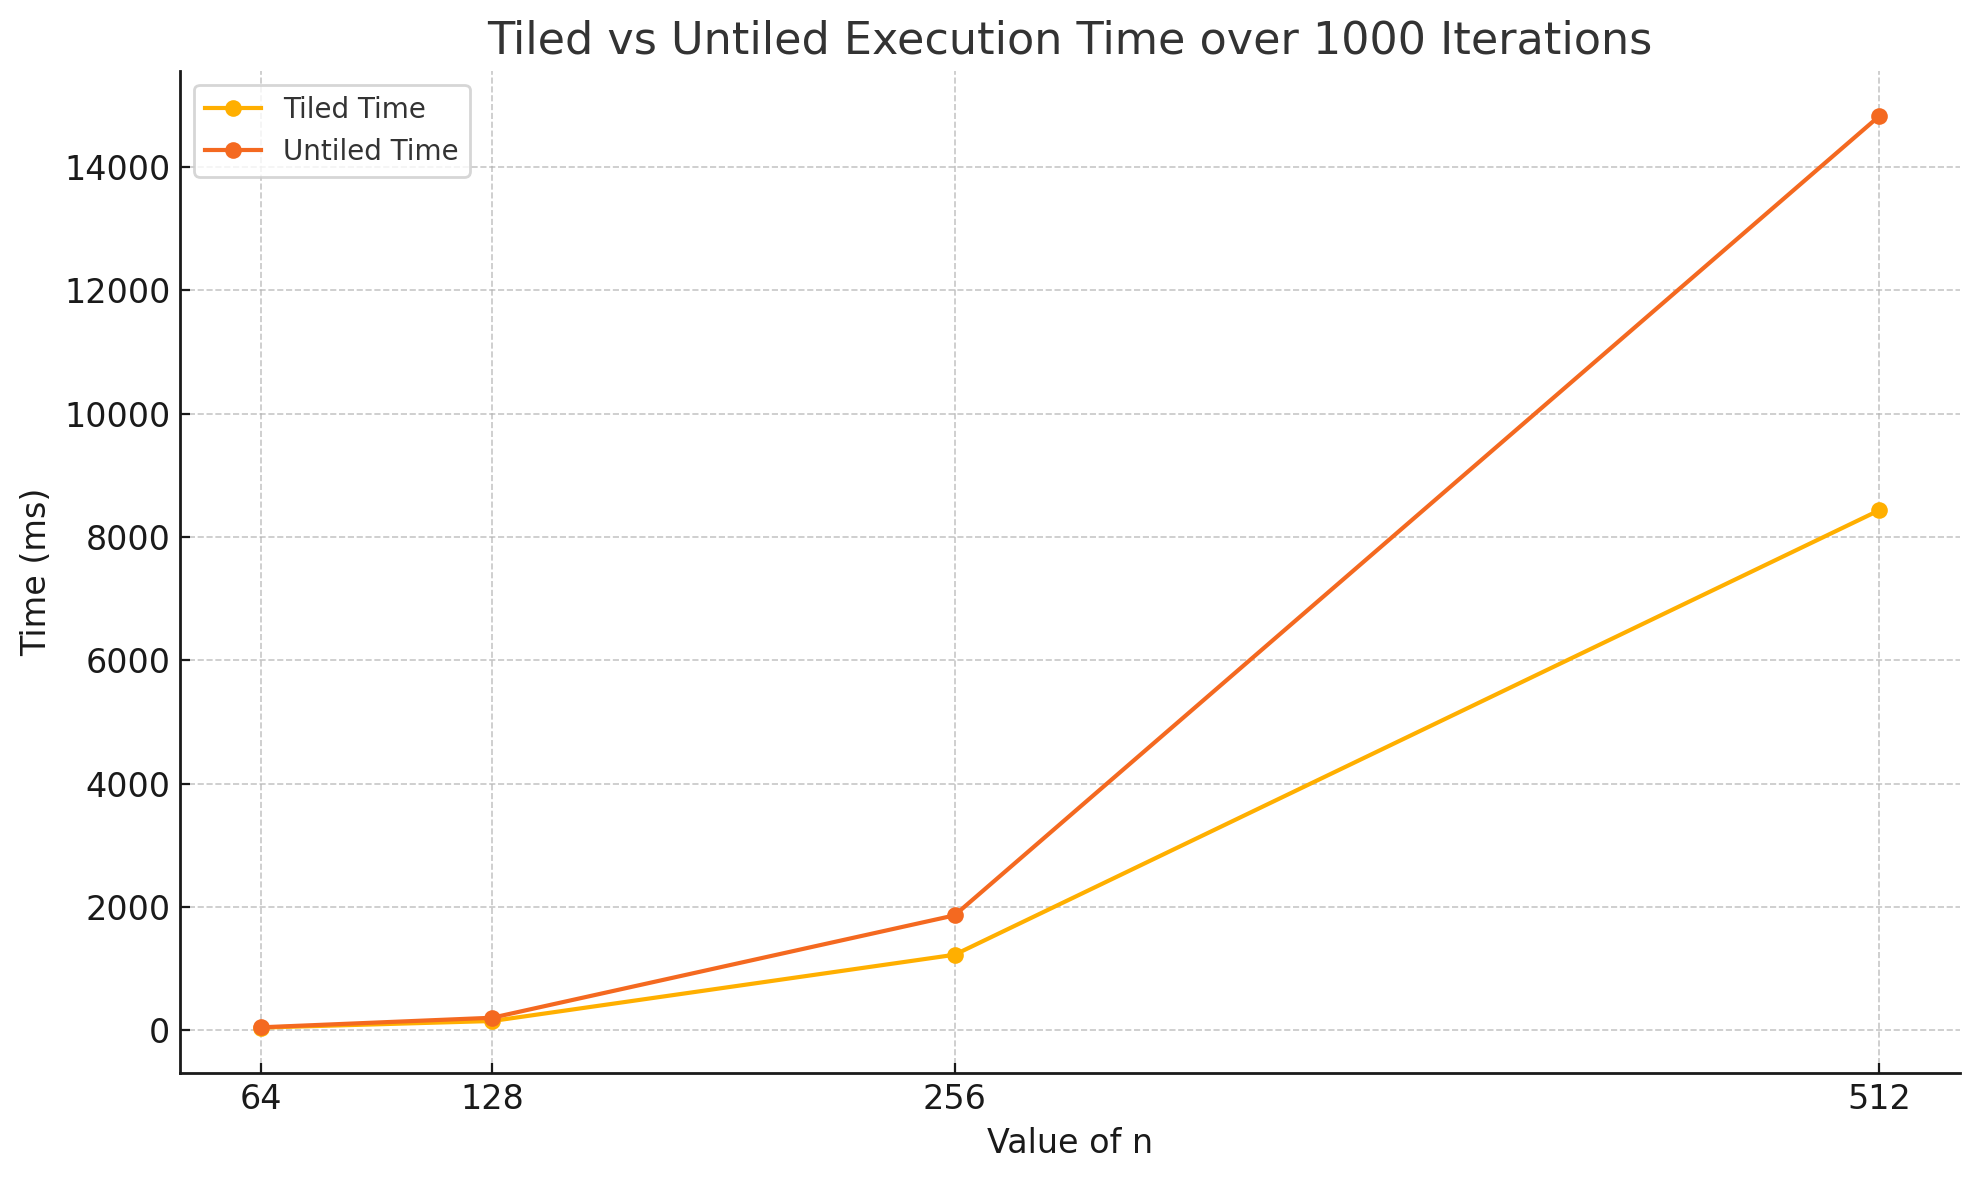 Tiled vs Untiled Execution Time over 1000 Iterations
Tiled Time
Untiled Time
14000
12000
10000
8000
6000
4000
2000
0
Time (ms)
64 128 256 512
Value of n